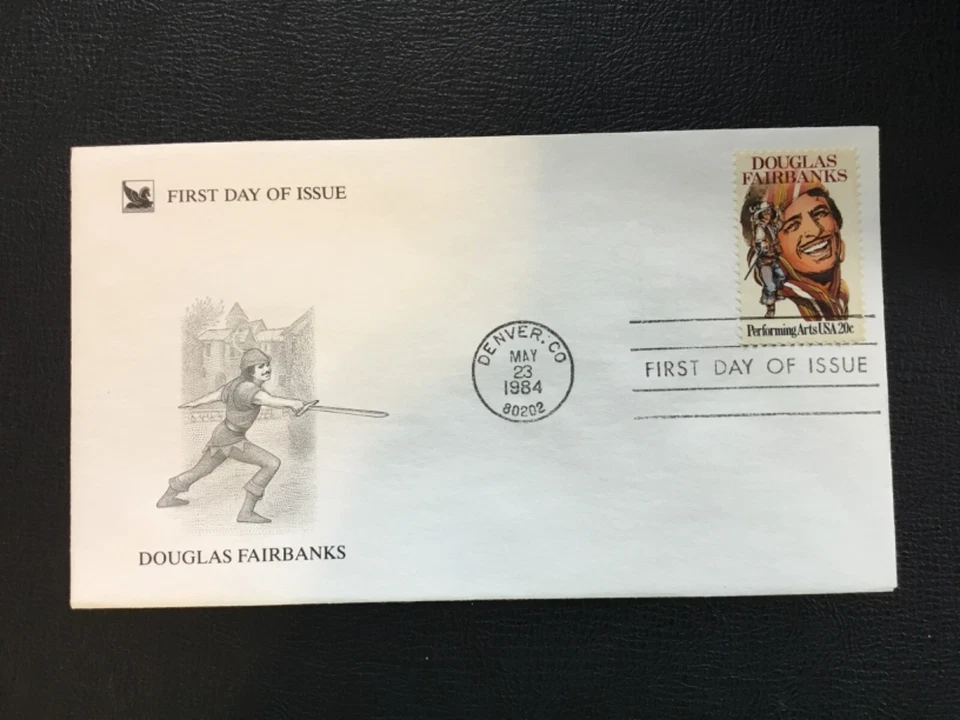 FIRST DAY OF ISSUE
DOUGLAS
FAIRBANKS
Performing Arts USA 20c
DENVER, CO
MAY
23
1984
80202
FIRST DAY OF ISSUE
DOUGLAS FAIRBANKS